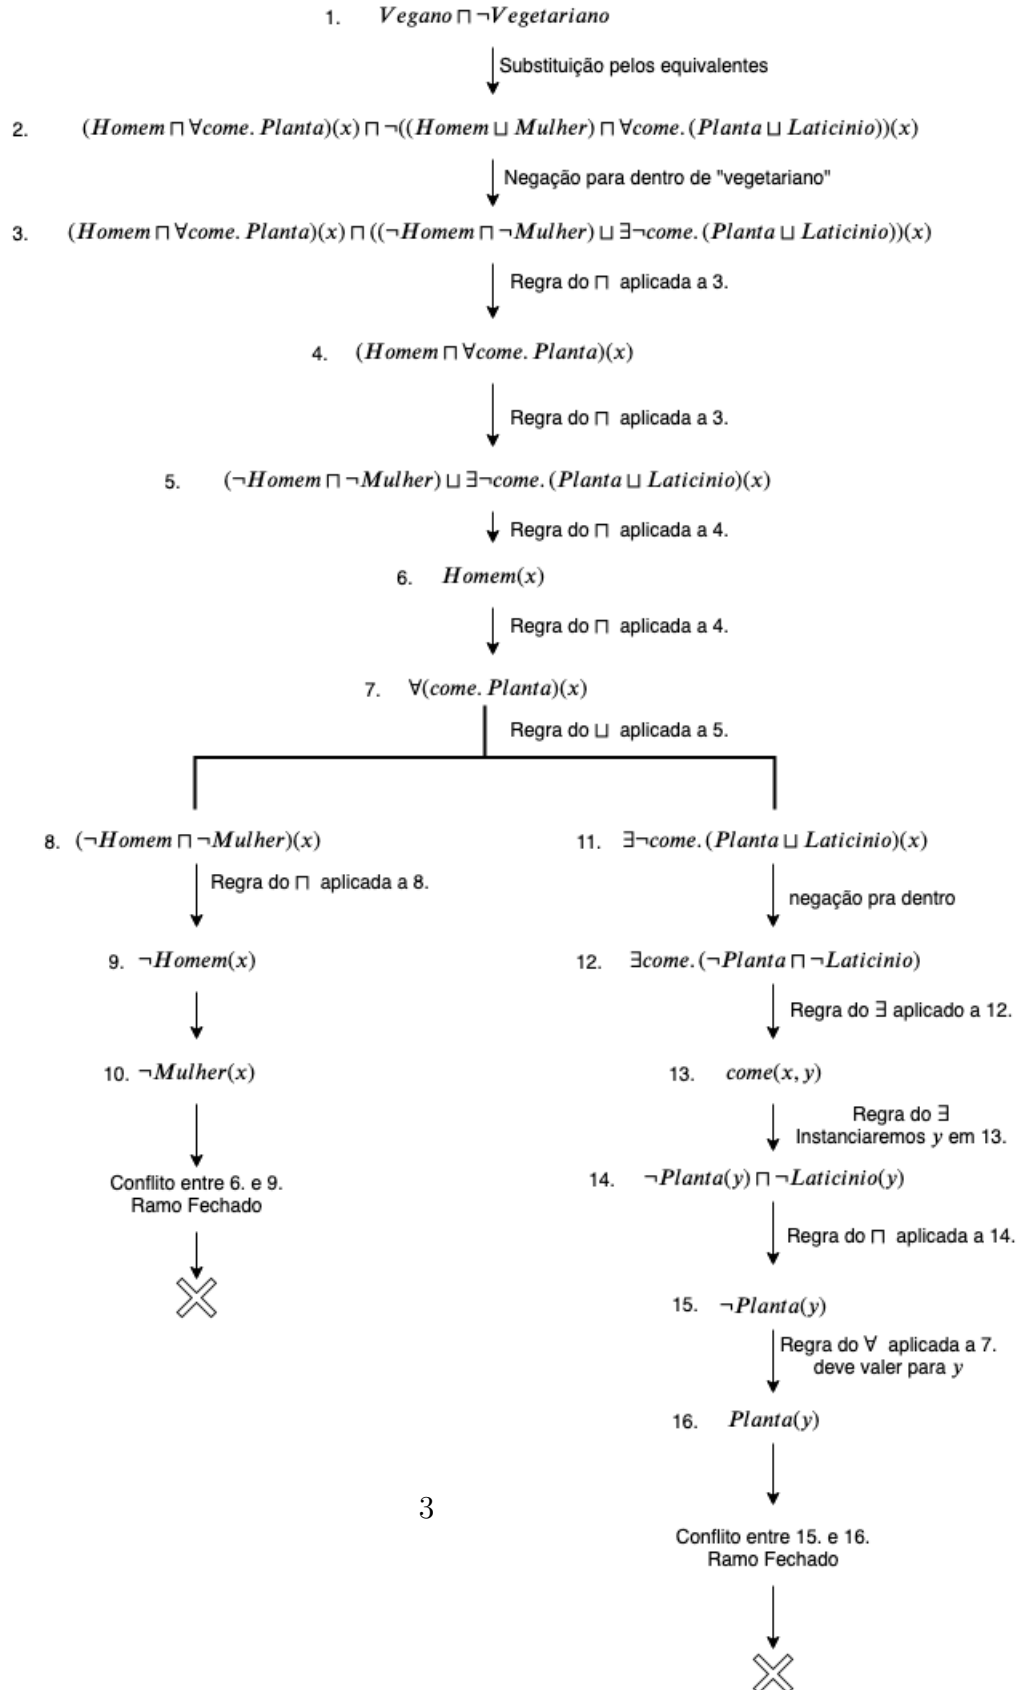 1. Vegano ⊓ ¬Vegetariano
Substituição pelos equivalentes
2. (Homem ⊓ ∀come. Planta)(x) ⊓ ¬((Homem ⊔ Mulher) ⊓ ∀come. (Planta ⊔ Laticinio))(x)
Negação para dentro de "vegetariano"
3. (Homem ⊓ ∀come. Planta)(x) ⊓ ((¬Homem ⊓ ¬Mulher) ⊔ ∃¬come. (Planta ⊔ Laticinio))(x)
Regra do ⊓ aplicada a 3.
4. (Homem ⊓ ∀come. Planta)(x)
Regra do ⊓ aplicada a 3.
5. (¬Homem ⊓ ¬Mulher) ⊔ ∃¬come. (Planta ⊔ Laticinio)(x)
Regra do ⊓ aplicada a 4.
6. Homem(x)
Regra do ⊓ aplicada a 4.
7. ∀(come. Planta)(x)
Regra do ⊔ aplicada a 5.
8. (¬Homem ⊓ ¬Mulher)(x)
Regra do ⊓ aplicada a 8.
9. ¬Homem(x)
10. ¬Mulher(x)
Conflito entre 6. e 9.
Ramo Fechado
11. ∃¬come. (Planta ⊔ Laticinio)(x)
negação pra dentro
12. ∃come. (¬Planta ⊓ ¬Laticinio)
Regra do ∃ aplicado a 12.
13. come(x, y)
Regra do ∃
Instanciaremos y em 13.
14. ¬Planta(y) ⊓ ¬Laticinio(y)
Regra do ⊓ aplicada a 14.
15. ¬Planta(y)
Regra do ∀ aplicada a 7.
deve valer para y
16. Planta(y)
Conflito entre 15. e 16.
Ramo Fechado
3